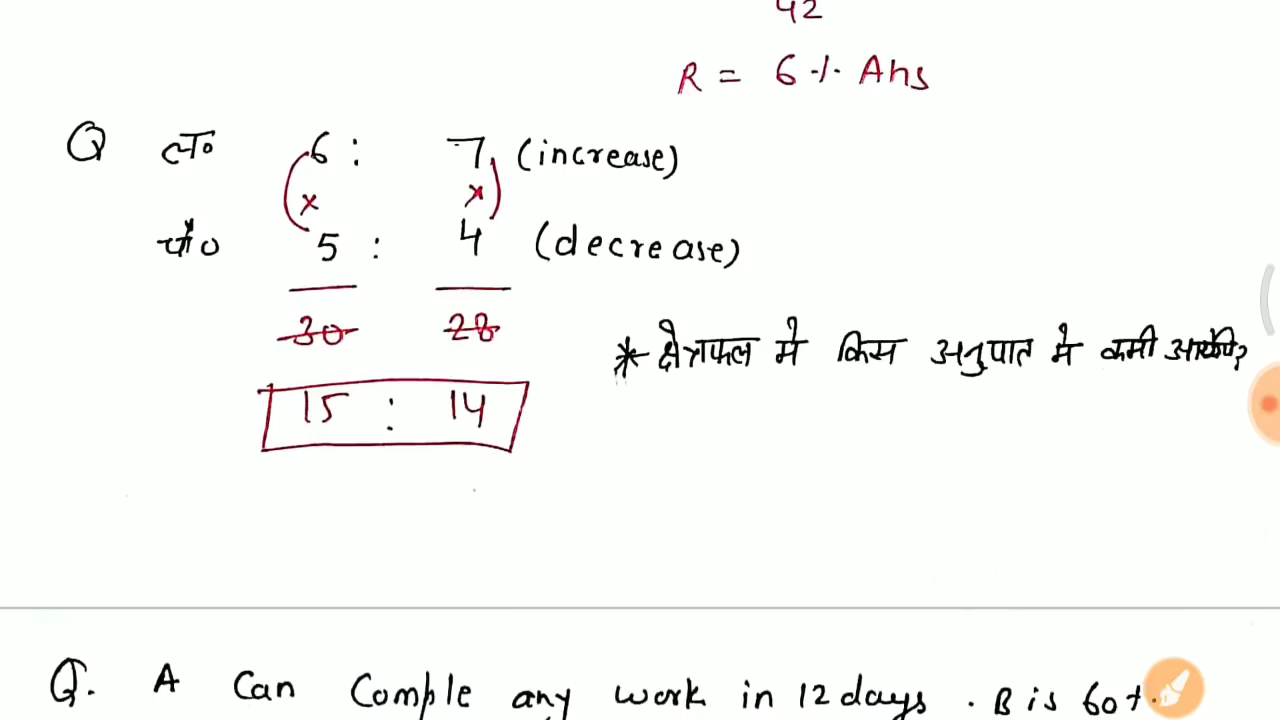 42
R = 6% Ans
Q ल० 6 : 7 (increase)
x x
चौ० 5 : 4 (decrease)
30 28
* क्षेत्रफल मे किस अनुपात मे कमी आयेगी?
15 : 14
Q. A Can Comple any work in 12 days . B is 60%